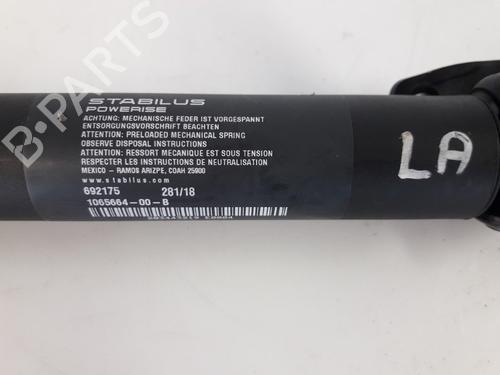 STABILUS
POWERISE
ACHTUNG: MECHANISCHE FEDER IST VORGESPANNT
ENTSORGUNGSVORSCHRIFT BEACHTEN
ATTENTION: PRELOADED MECHANICAL SPRING
OBSERVE DISPOSAL INSTRUCTIONS
ATTENTION: RESSORT MECANIQUE EST SOUS TENSION
RESPECTER LES INSTRUCTIONS DE NEUTRALISATION
MEXICO - RAMOS ARIZPE, COAH 25900
www.stabilus.com
692175 281/18
1065664-00-B
LA
B-PARTS